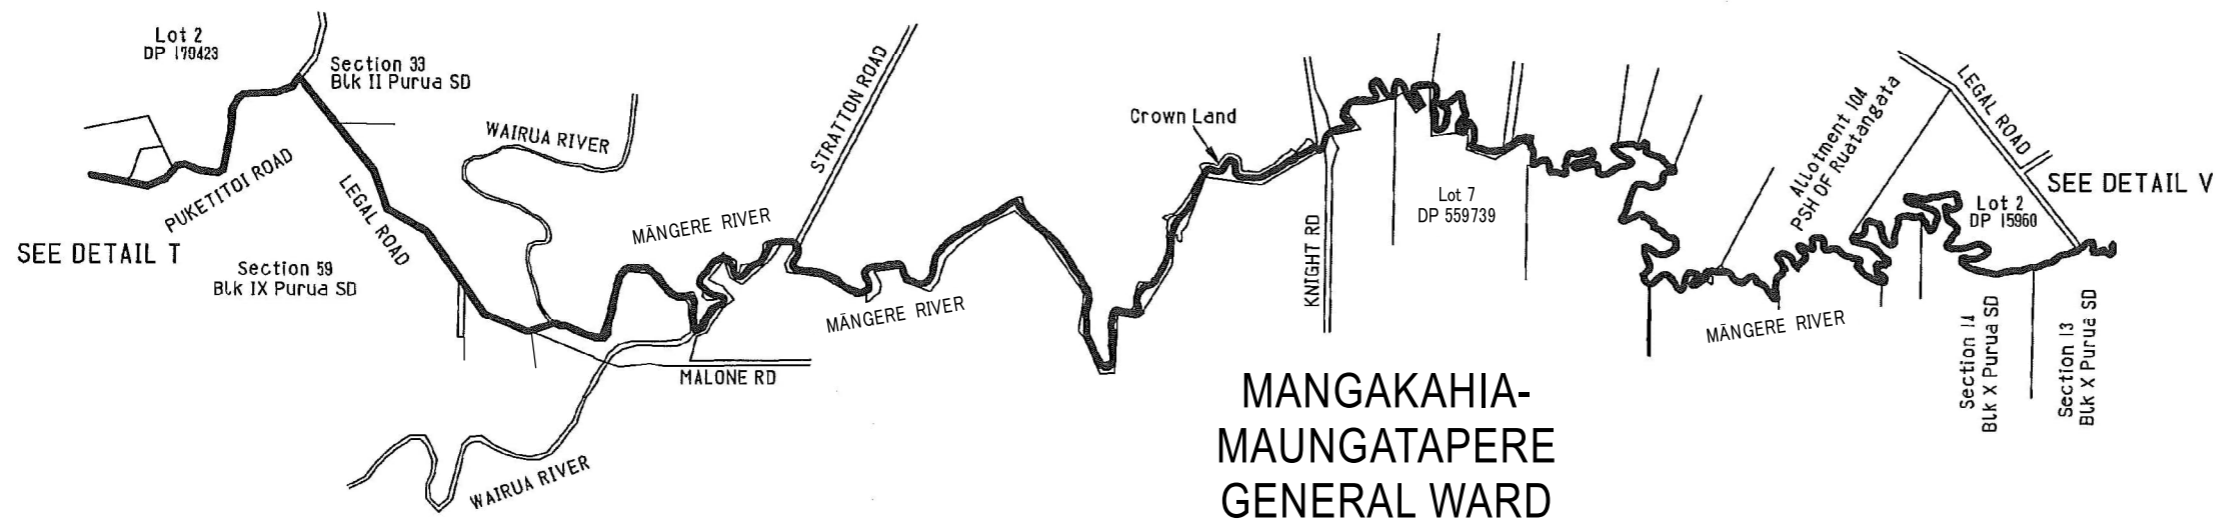 Lot 2
DP 170423
Section 33
Blk II Purua SD
PUKETITOI ROAD
SEE DETAIL T
LEGAL ROAD
Section 59
Blk IX Purua SD
WAIRUA RIVER
STRATTON ROAD
MĀNGERE RIVER
MALONE RD
WAIRUA RIVER
MĀNGERE RIVER
Crown Land
KNIGHT RD
Lot 7
DP 559739
MANGAKAHIA-
MAUNGATAPERE
GENERAL WARD
Allotment 104
PSH OF Ruatangata
LEGAL ROAD
SEE DETAIL V
Lot 2
DP 15960
MĀNGERE RIVER
Section 14
Blk X Purua SD
Section 13
Blk X Purua SD